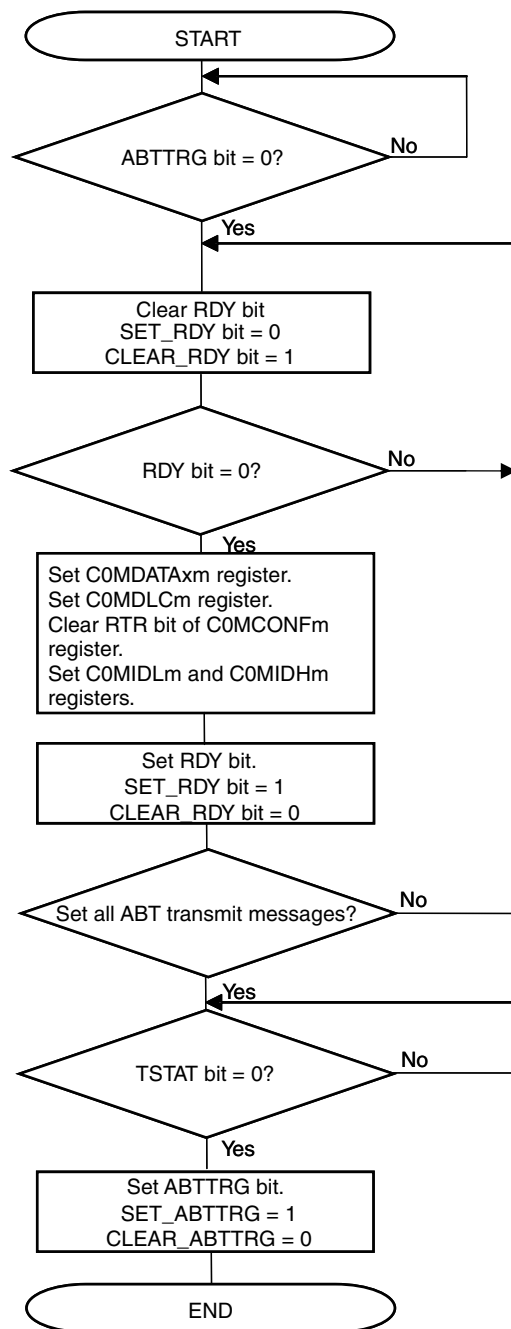 START
ABTTRG bit = 0?
No
Yes
Clear RDY bit
SET_RDY bit = 0
CLEAR_RDY bit = 1
RDY bit = 0?
No
Yes
Set C0MDATAxm register.
Set C0MDLCm register.
Clear RTR bit of C0MCONFm
register.
Set C0MIDLm and C0MIDHm
registers.
Set RDY bit.
SET_RDY bit = 1
CLEAR_RDY bit = 0
Set all ABT transmit messages?
No
Yes
TSTAT bit = 0?
No
Yes
Set ABTTRG bit.
SET_ABTTRG = 1
CLEAR_ABTTRG = 0
END